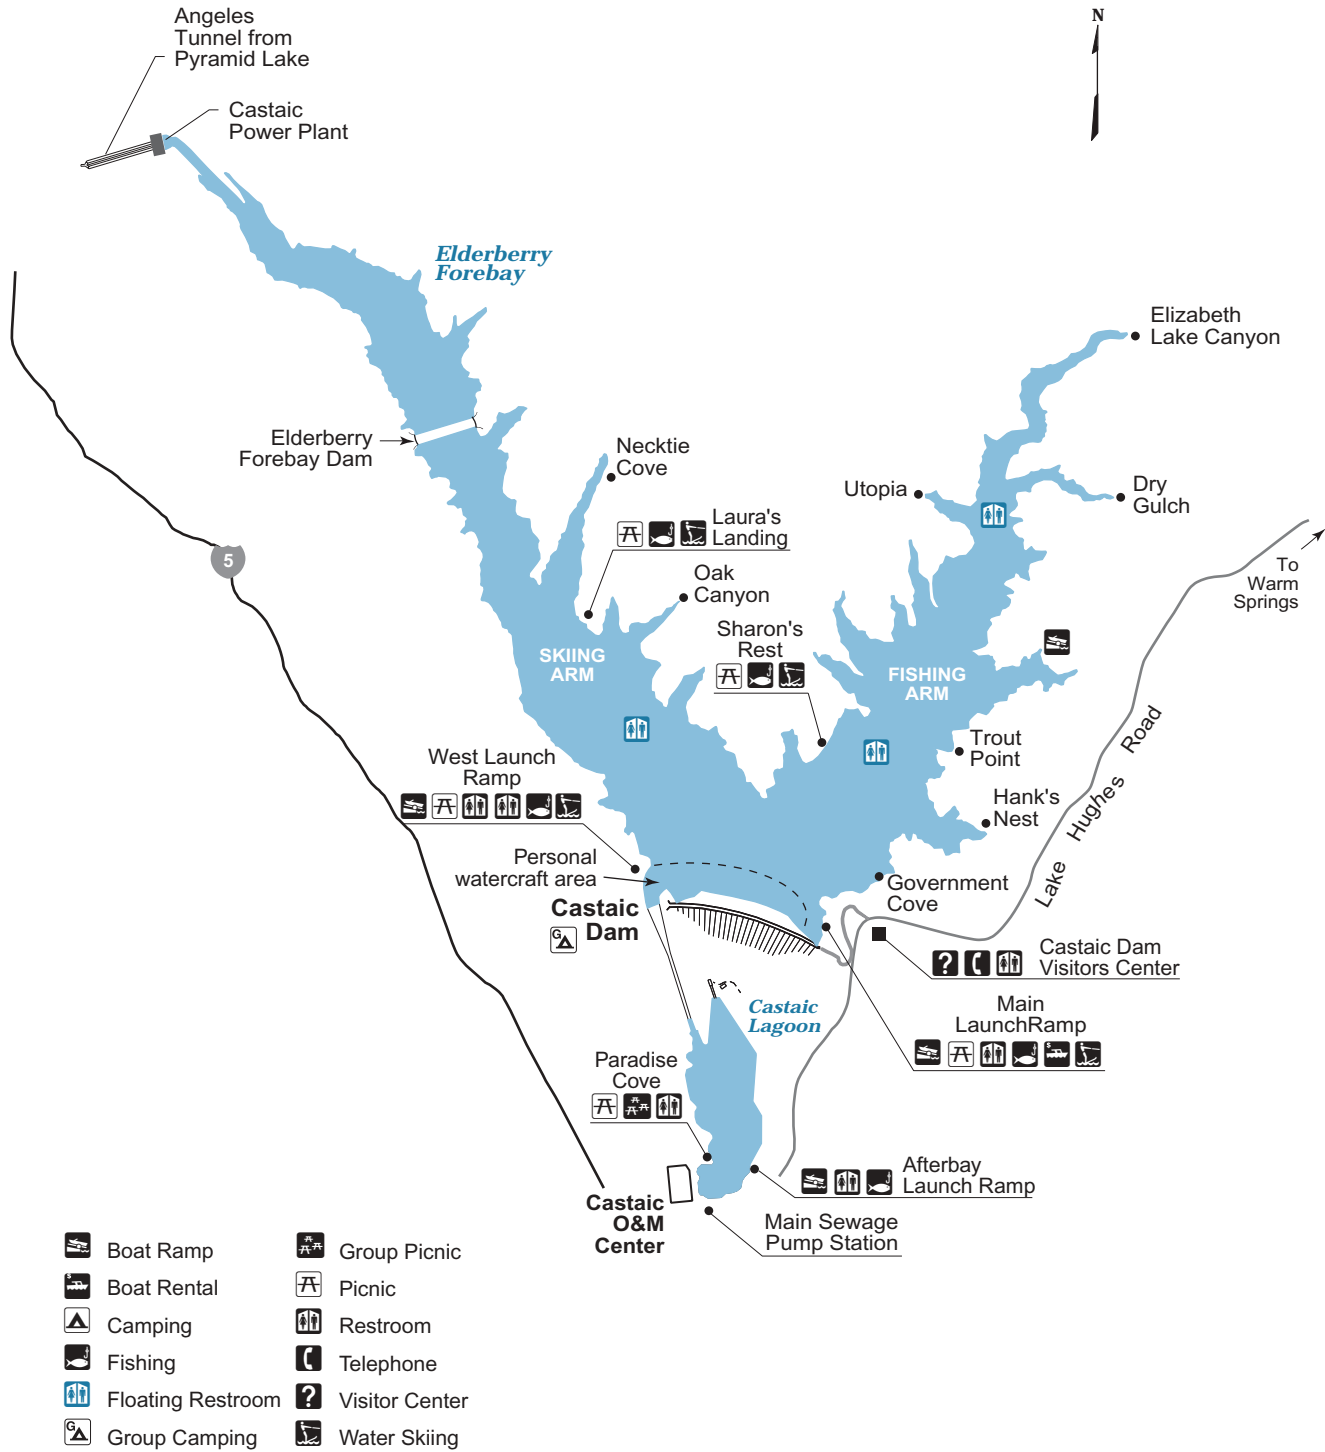 Angeles
Tunnel from
Pyramid Lake
N
Castaic
Power Plant
Elderberry
Forebay
Elizabeth
Lake Canyon
Elderberry
Forebay Dam
Necktie
Cove
Utopia
Dry
Gulch
Laura's
Landing
5
To
Warm
Springs
Oak
Canyon
Sharon's
Rest
SKIING
ARM
FISHING
ARM
Trout
Point
Lake Hughes Road
West Launch
Ramp
Hank's
Nest
Personal
watercraft area
Government
Cove
Castaic
Dam
G
Castaic Dam
Visitors Center
?
Castaic
Lagoon
Main
LaunchRamp
$
Paradise
Cove
Afterbay
Launch Ramp
Castaic
O&M
Center
Main Sewage
Pump Station
Boat Ramp
$
Boat Rental
Camping
Fishing
Floating Restroom
G
Group Camping
Group Picnic
Picnic
Restroom
Telephone
?
Visitor Center
Water Skiing